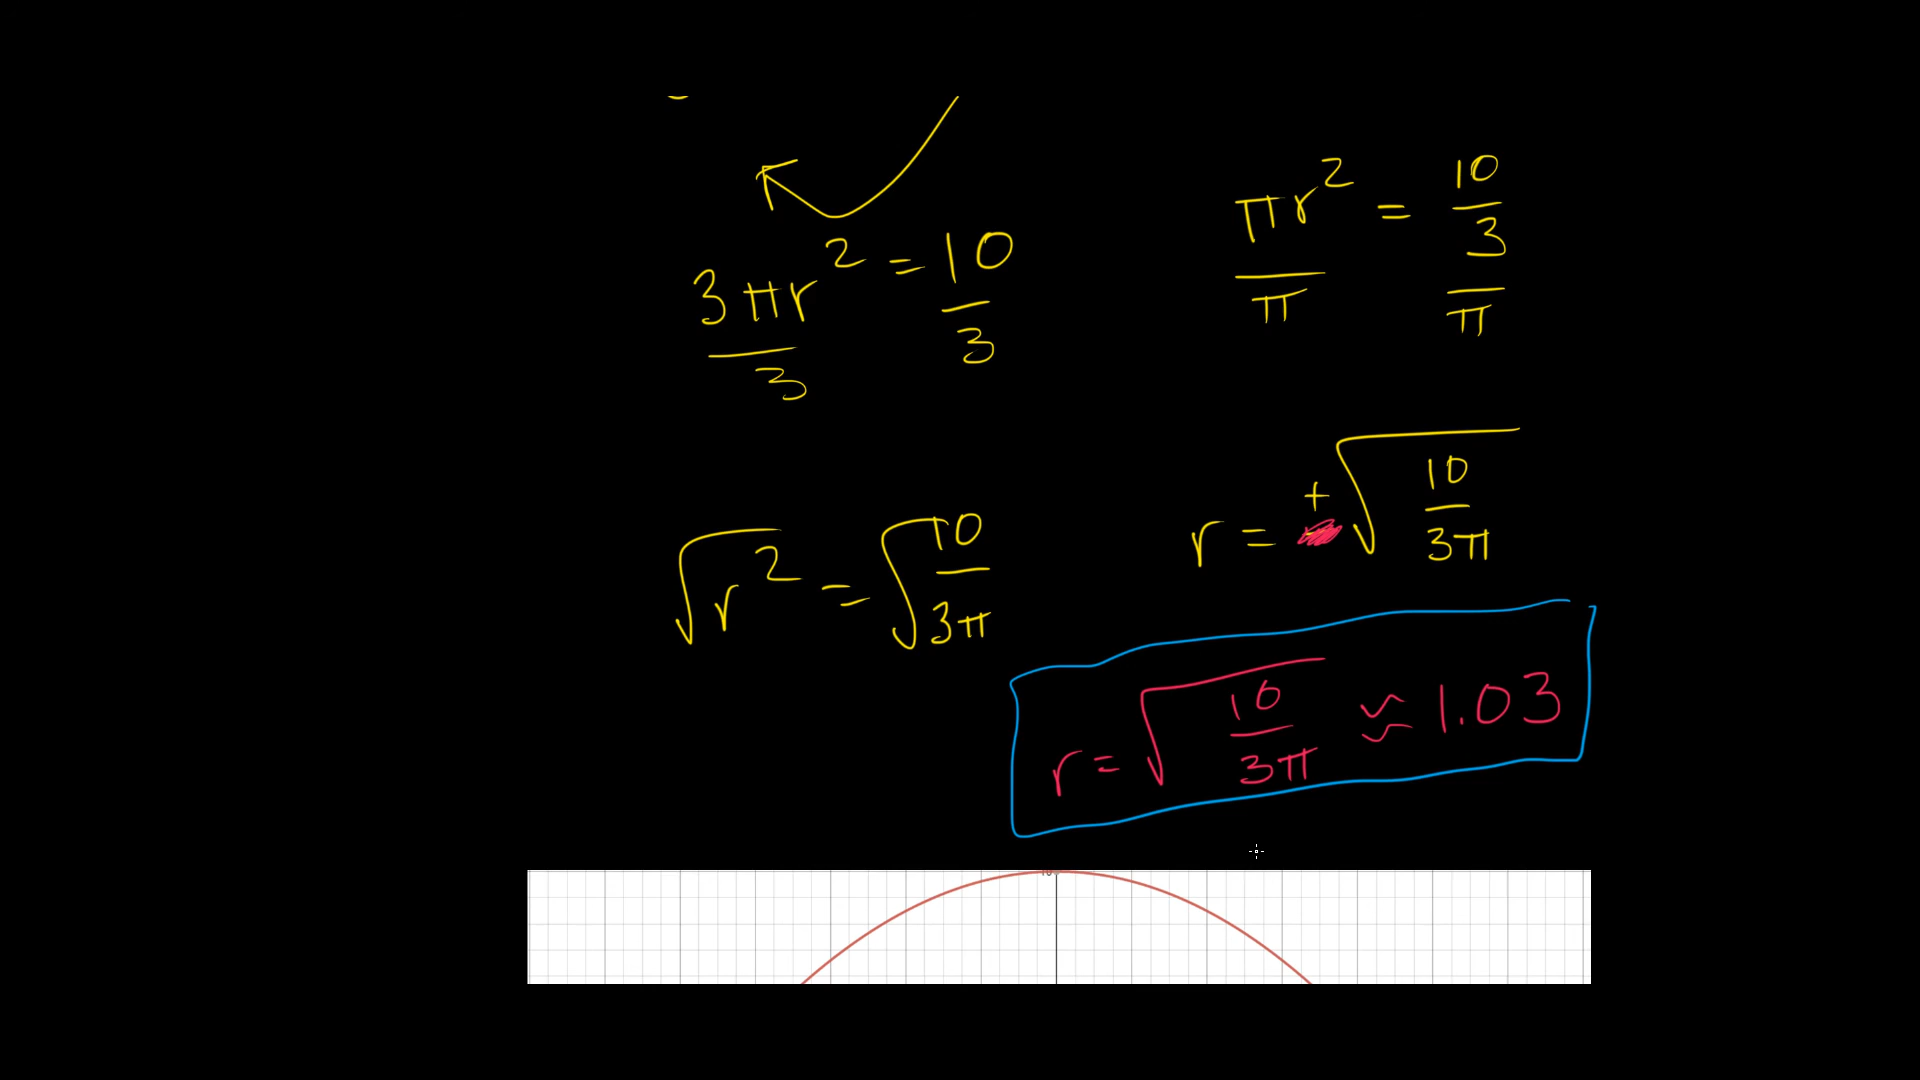 3πr² = 10
3 3
πr² = 10/3
π π
√r² = √10/3π
r = + √10/3π
r = √10/3π ≈ 1.03